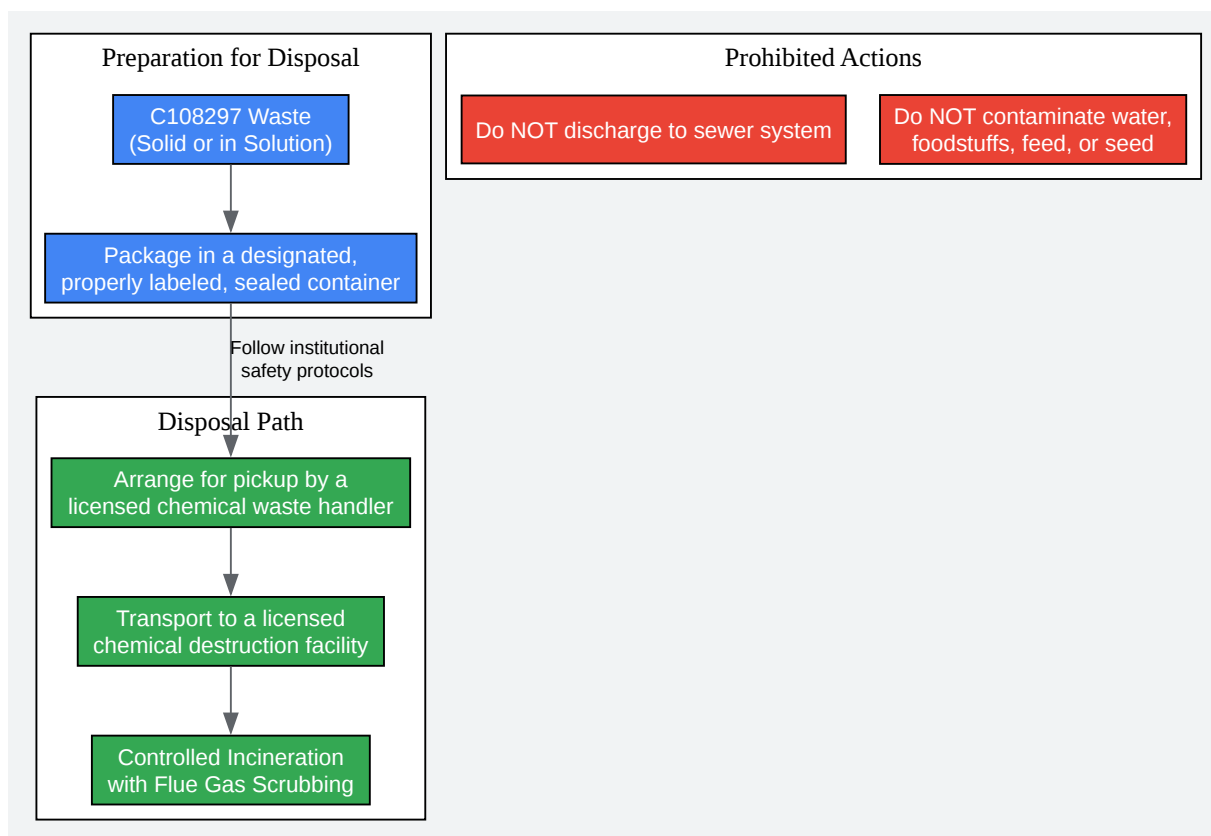 Preparation for Disposal
C108297 Waste
(Solid or in Solution)
Package in a designated,
properly labeled, sealed container
Follow institutional
safety protocols
Disposal Path
Arrange for pickup by a
licensed chemical waste handler
Transport to a licensed
chemical destruction facility
Controlled Incineration
with Flue Gas Scrubbing
Prohibited Actions
Do NOT discharge to sewer system
Do NOT contaminate water,
foodstuffs, feed, or seed